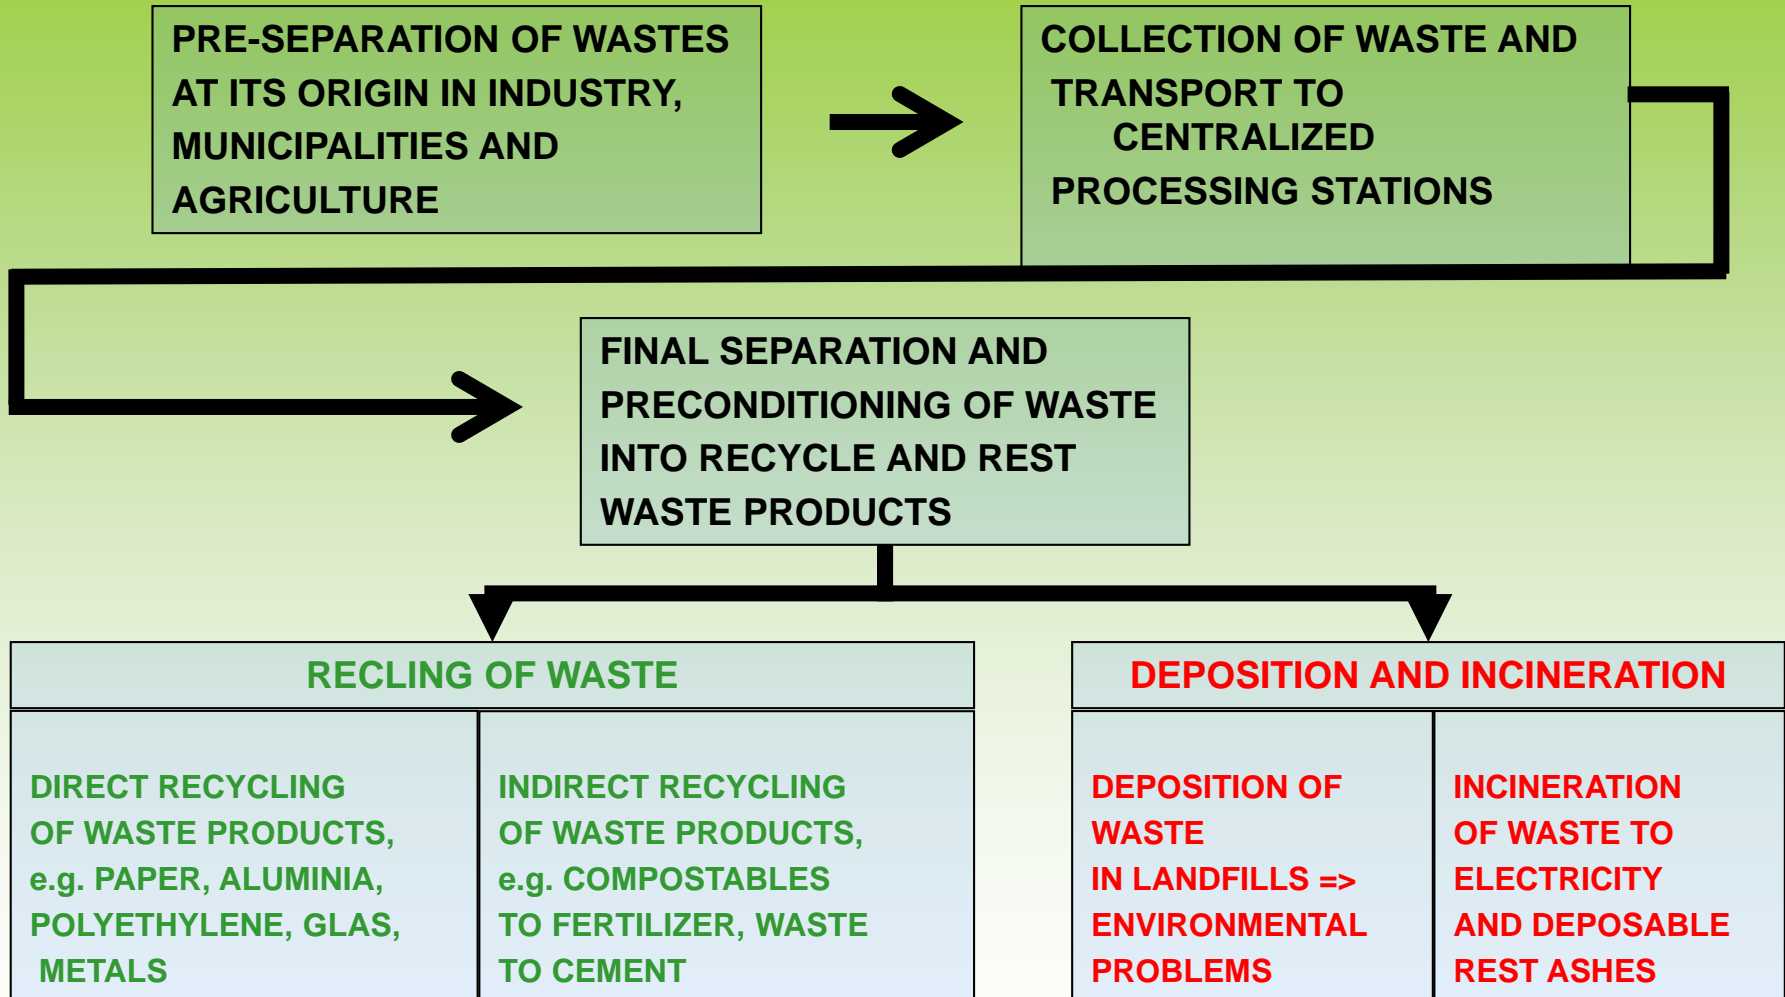 PRE-SEPARATION OF WASTES
AT ITS ORIGIN IN INDUSTRY,
MUNICIPALITIES AND
AGRICULTURE
COLLECTION OF WASTE AND
TRANSPORT TO
CENTRALIZED
PROCESSING STATIONS
FINAL SEPARATION AND
PRECONDITIONING OF WASTE
INTO RECYCLE AND REST
WASTE PRODUCTS
RECLING OF WASTE
DIRECT RECYCLING
OF WASTE PRODUCTS,
e.g. PAPER, ALUMINIA,
POLYETHYLENE, GLAS,
METALS
INDIRECT RECYCLING
OF WASTE PRODUCTS,
e.g. COMPOSTABLES
TO FERTILIZER, WASTE
TO CEMENT
DEPOSITION AND INCINERATION
DEPOSITION OF
WASTE
IN LANDFILLS =>
ENVIRONMENTAL
PROBLEMS
INCINERATION
OF WASTE TO
ELECTRICITY
AND DEPOSABLE
REST ASHES